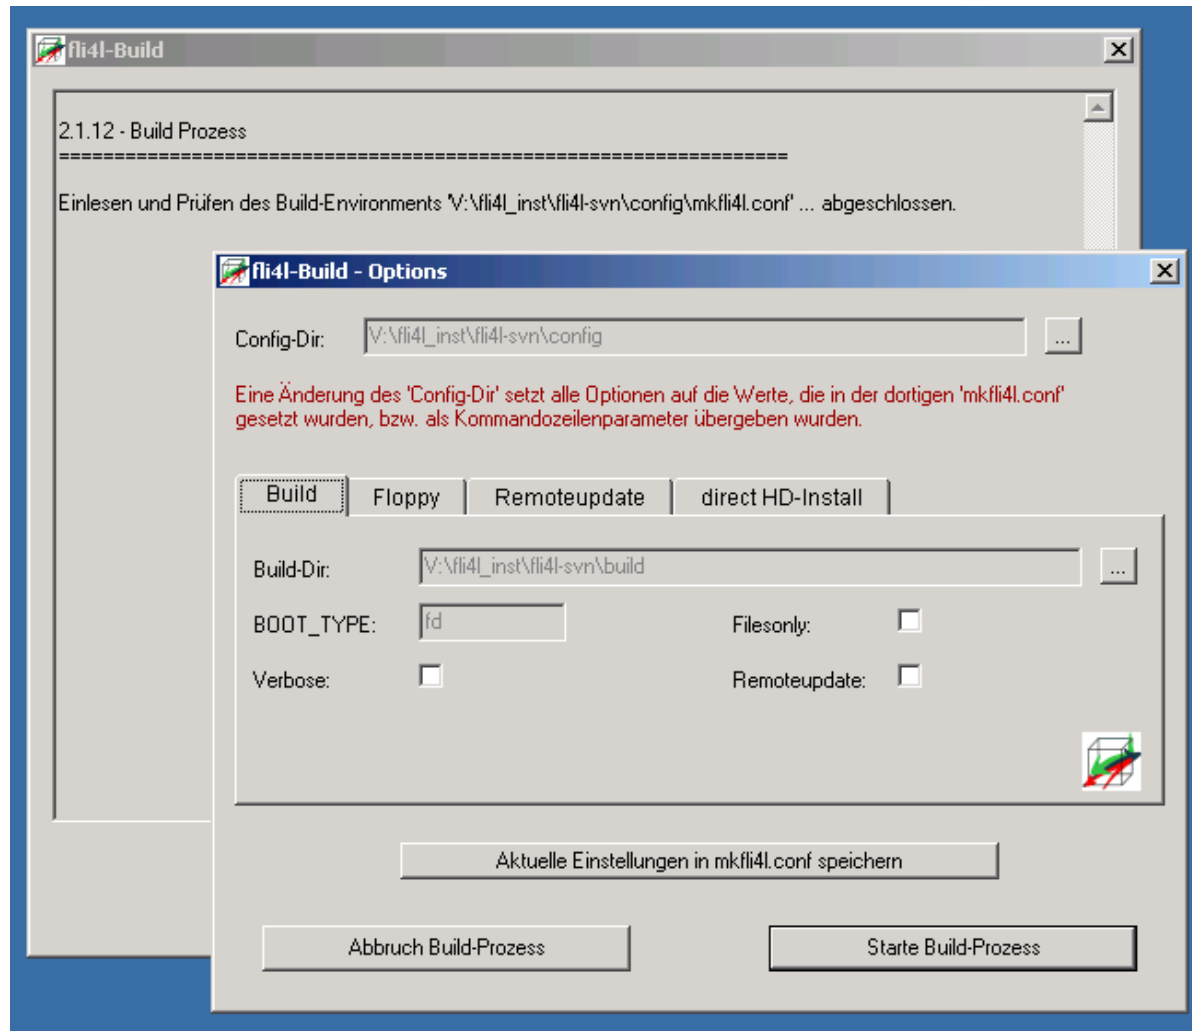 fli4l-Build
2.1.12 - Build Prozess
==================================================================
Einlesen und Prüfen des Build-Environments 'V:\fli4l_inst\fli4l-svn\config\mkfli4l.conf' ... abgeschlossen.
fli4l-Build - Options
Config-Dir: V:\fli4l_inst\fli4l-svn\config ...
Eine Änderung des 'Config-Dir' setzt alle Optionen auf die Werte, die in der dortigen 'mkfli4l.conf'
gesetzt wurden, bzw. als Kommandozeilenparameter übergeben wurden.
Build Floppy Remoteupdate direct HD-Install
Build-Dir: V:\fli4l_inst\fli4l-svn\build ...
BOOT_TYPE: fd Filesonly:
Verbose: Remoteupdate:
Aktuelle Einstellungen in mkfli4l.conf speichern
Abbruch Build-Prozess Starte Build-Prozess